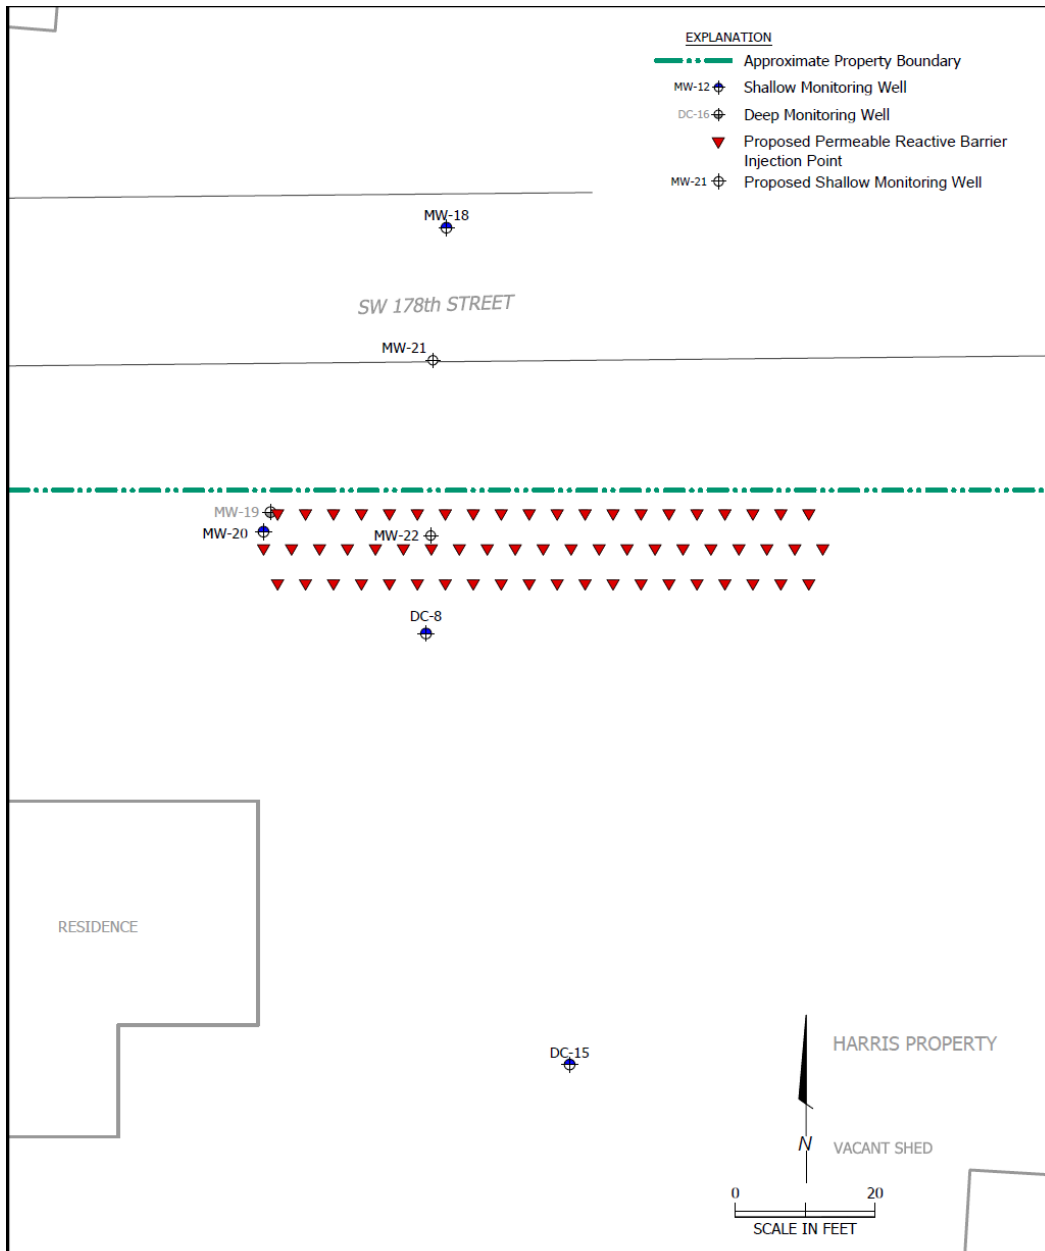 EXPLANATION
Approximate Property Boundary
MW-12 Shallow Monitoring Well
DC-16 Deep Monitoring Well
Proposed Permeable Reactive Barrier
Injection Point
MW-21 Proposed Shallow Monitoring Well
MW-18
SW 178th STREET
MW-21
MW-19
MW-20
MW-22
DC-8
RESIDENCE
DC-15
HARRIS PROPERTY
N
VACANT SHED
0 20
SCALE IN FEET